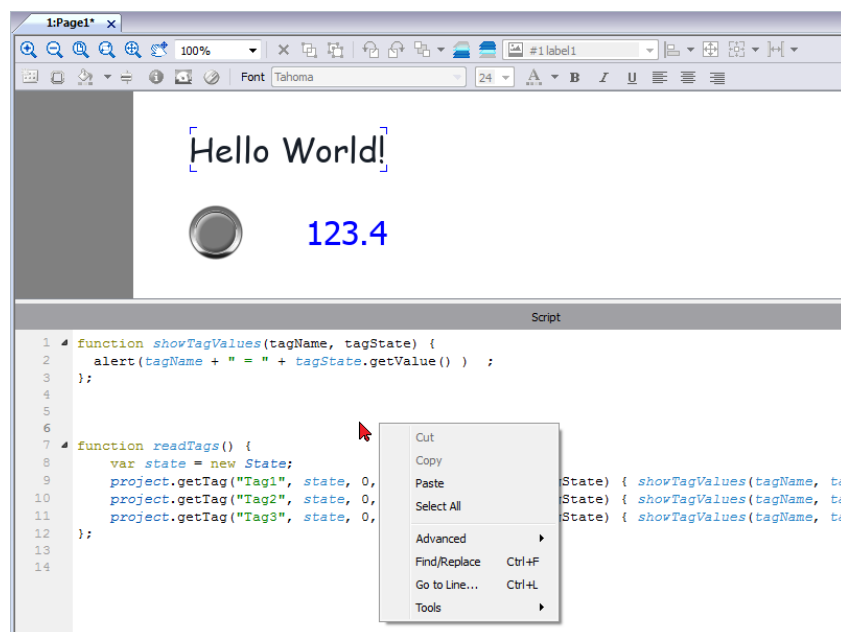 1:Page1* x
100% #1 label1
Font Tahoma 24 A B I U
Hello World!
123.4
Script
1 function showTagValues(tagName, tagState) {
2 alert(tagName + " = " + tagState.getValue() ) ;
3 };
4
5
6
7 function readTags() {
8 var state = new State;
9 project.getTag("Tag1", state, 0, State) { showTagValues(tagName,
10 project.getTag("Tag2", state, 0, State) { showTagValues(tagName,
11 project.getTag("Tag3", state, 0, State) { showTagValues(tagName,
12 };
13
14
Cut
Copy
Paste
Select All
Advanced
Find/Replace Ctrl+F
Go to Line... Ctrl+L
Tools